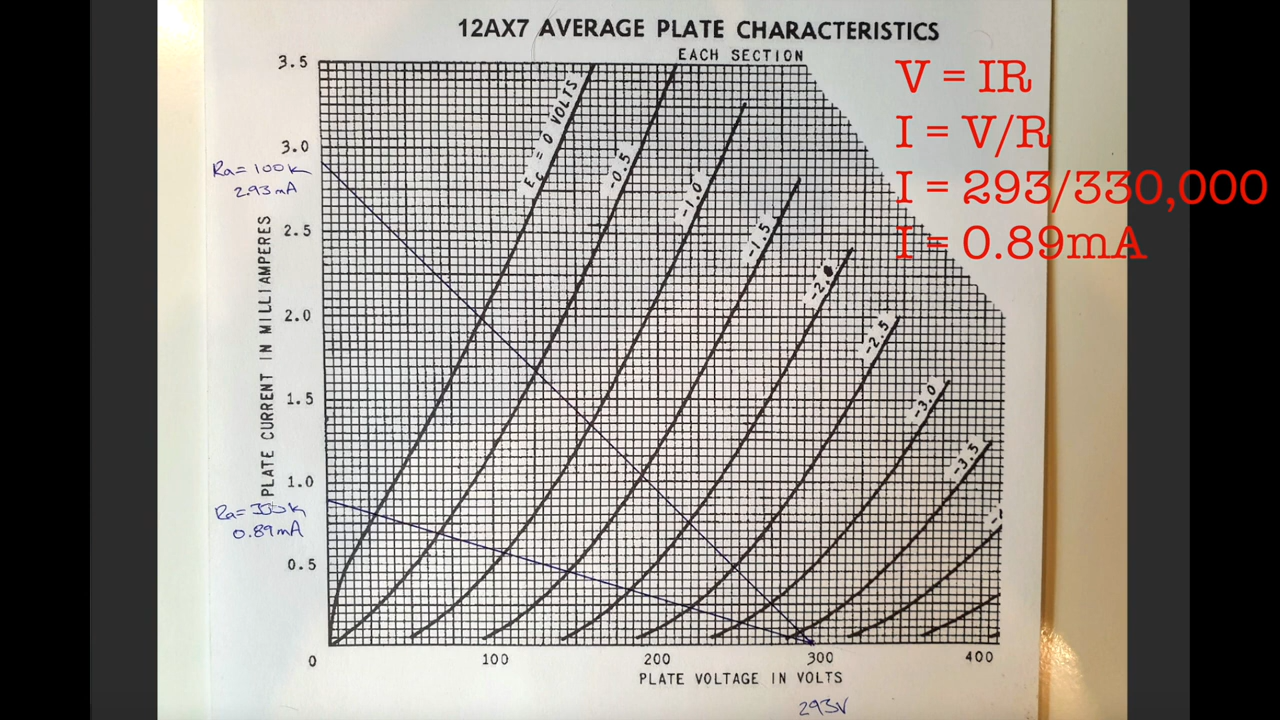 12AX7 AVERAGE PLATE CHARACTERISTICS
EACH SECTION
V = IR
I = V/R
I = 293/330,000
I = 0.89mA
3.5
3.0
2.5
2.0
1.5
1.0
0.5
0
PLATE CURRENT IN MILLIAMPERES
Ra= 100k
2.93mA
Ra= 330k
0.89mA
Ec = 0 VOLTS
-0.5
-1.0
-1.5
-2.0
-2.5
-3.0
-3.5
100
200
300
400
PLATE VOLTAGE IN VOLTS
293V